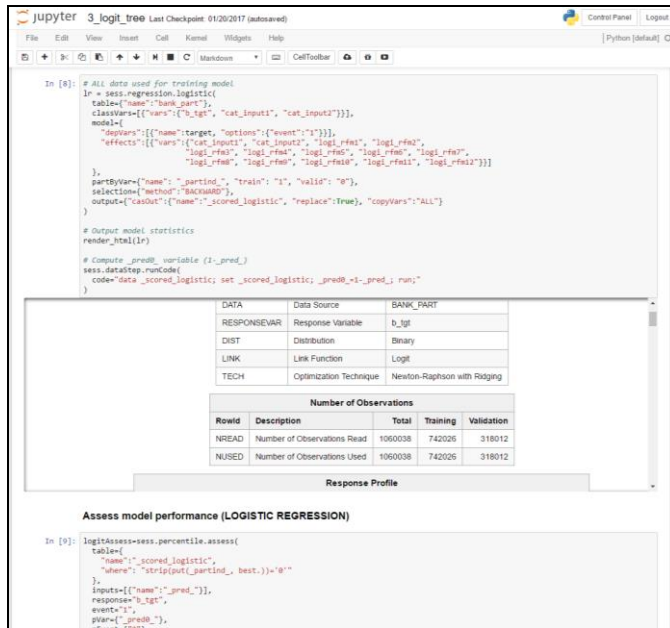 jupyter 3_logit_tree Last Checkpoint: 01/20/2017 (autosaved)
Control Panel Logout
File Edit View Insert Cell Kernel Widgets Help
Python [default]
Markdown CellToolbar
In [8]: # ALL data used for training model
lr = sess.regression.logistic(
table={"name":"bank_part"},
classVars=[{"vars":{"b_tgt", "cat_input1", "cat_input2"}}],
model={
"depVars":[{"name":target, "options":{"event":"1"}}],
"effects":[{"vars":{"cat_input1", "cat_input2", "logi_rfm1", "logi_rfm2",
"logi_rfm3", "logi_rfm4", "logi_rfm5", "logi_rfm6", "logi_rfm7",
"logi_rfm8", "logi_rfm9", "logi_rfm10", "logi_rfm11", "logi_rfm12"}}]
},
partByVar={"name": "_partind_", "train": "1", "valid": "0"},
selection={"method":"BACKWARD"},
output={"casOut":{"name":"_scored_logistic", "replace":True}, "copyVars":"ALL"}
)
# Output model statistics
render_html(lr)
# Compute _pred0_ variable (1-_pred_)
sess.dataStep.runCode(
code="data _scored_logistic; set _scored_logistic; _pred0_=1-_pred_; run;"
)
DATA Data Source BANK_PART
RESPONSEVAR Response Variable b_tgt
DIST Distribution Binary
LINK Link Function Logit
TECH Optimization Technique Newton-Raphson with Ridging
Number of Observations
RowId Description Total Training Validation
NREAD Number of Observations Read 1060038 742026 318012
NUSED Number of Observations Used 1060038 742026 318012
Response Profile
Assess model performance (LOGISTIC REGRESSION)
In [9]: logitAssess=sess.percentile.assess(
table={
"name":"_scored_logistic",
"where": "strip(put(_partind_, best.))='0'"
},
inputs=[{"name":"_pred_"}],
response="b_tgt",
event="1",
pVar={"_pred0_"},